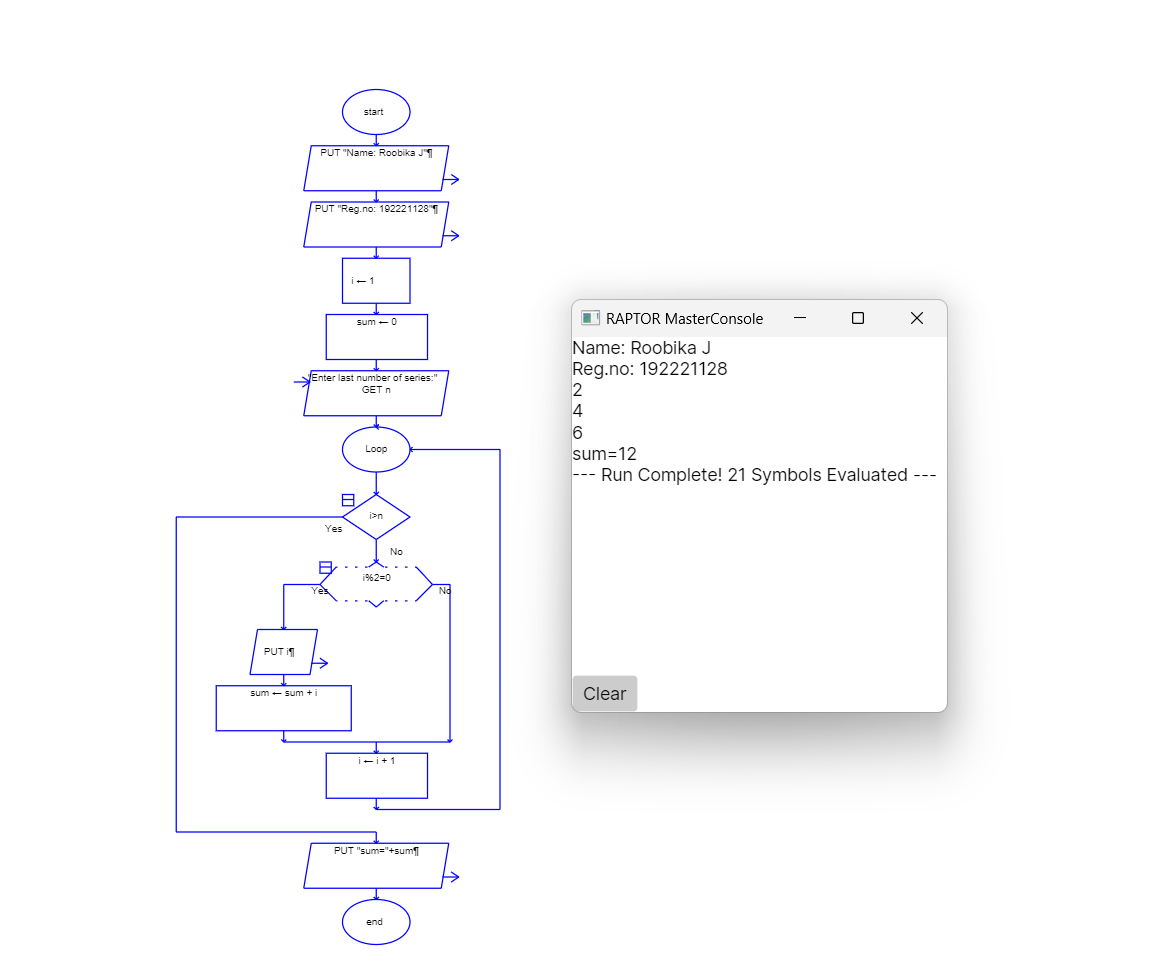 start
PUT "Name: Roobika J"¶
PUT "Reg.no: 192221128"¶
i ← 1
sum ← 0
"Enter last number of series:"
GET n
Loop
i>n
Yes
No
i%2=0
Yes
No
PUT i¶
sum ← sum + i
i ← i + 1
PUT "sum="+sum¶
end
RAPTOR MasterConsole
Name: Roobika J
Reg.no: 192221128
2
4
6
sum=12
--- Run Complete! 21 Symbols Evaluated ---
Clear